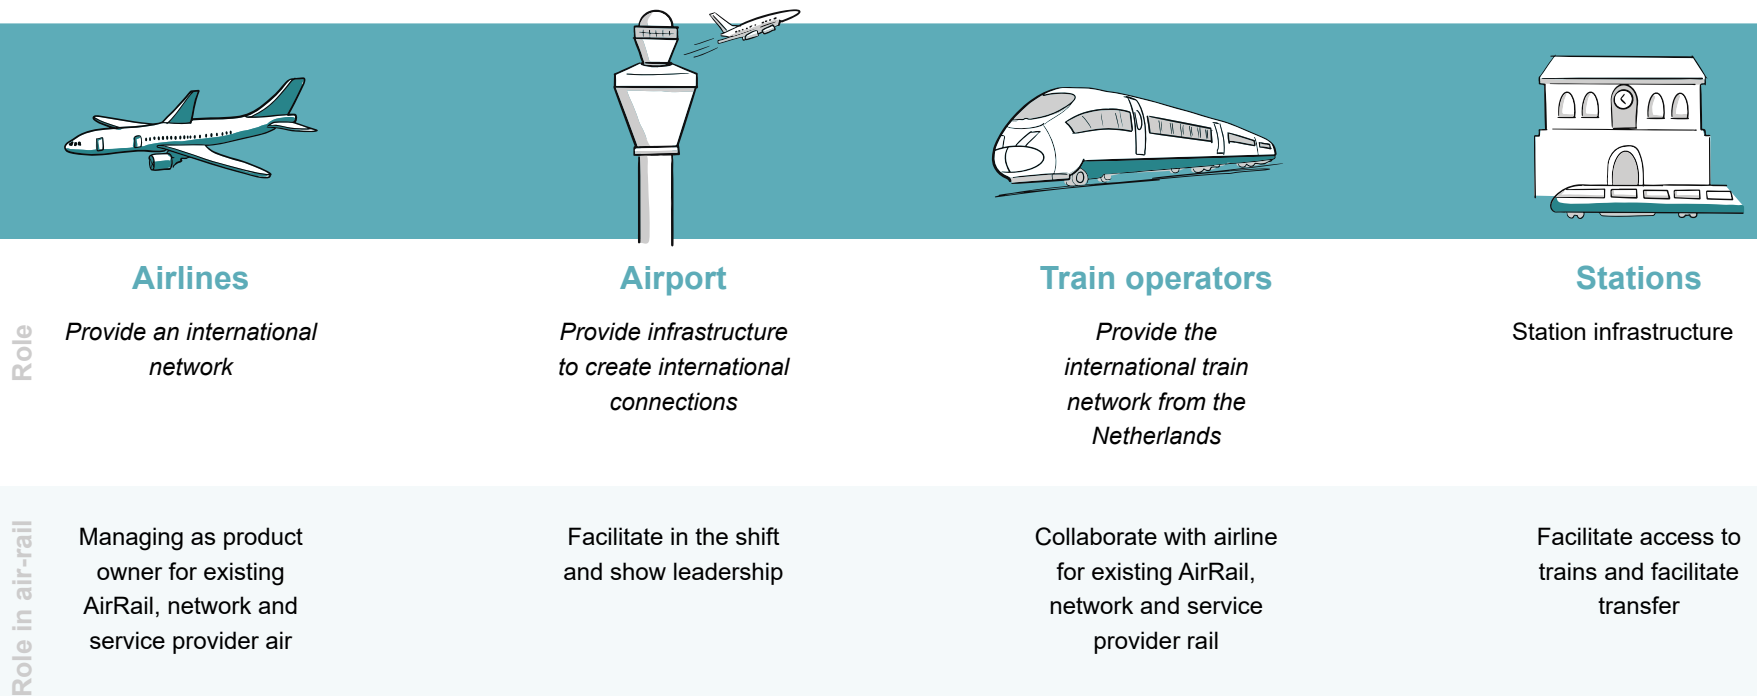 Airlines
Airport
Train operators
Stations
Role
Provide an international
network
Provide infrastructure
to create international
connections
Provide the
international train
network from the
Netherlands
Station infrastructure
Role in air-rail
Managing as product
owner for existing
AirRail, network and
service provider air
Facilitate in the shift
and show leadership
Collaborate with airline
for existing AirRail,
network and service
provider rail
Facilitate access to
trains and facilitate
transfer